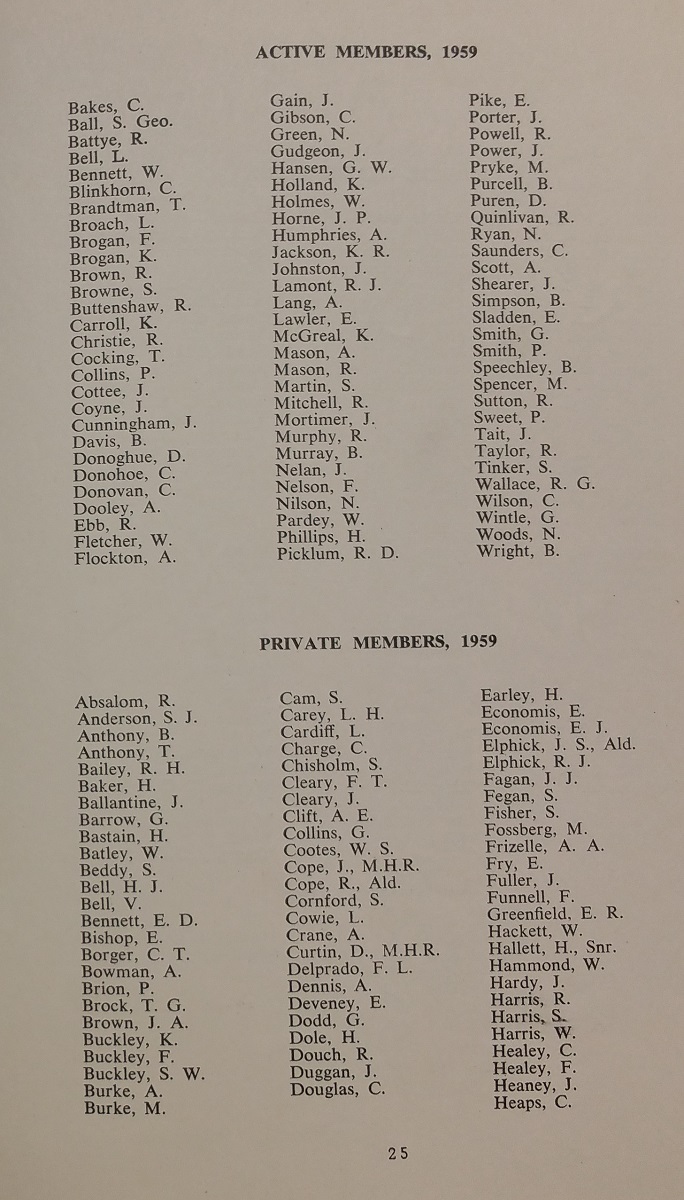 ACTIVE MEMBERS, 1959
Bakes, C.
Ball, S. Geo.
Battye, R.
Bell, L.
Bennett, W.
Blinkhorn, C.
Brandtman, T.
Broach, L.
Brogan, F.
Brogan, K.
Brown, R.
Browne, S.
Buttenshaw, R.
Carroll, K.
Christie, R.
Cocking, T.
Collins, P.
Cottee, J.
Coyne, J.
Cunningham, J.
Davis, B.
Donoghue, D.
Donohoe, C.
Donovan, C.
Dooley, A.
Ebb, R.
Fletcher, W.
Flockton, A.
Gain, J.
Gibson, C.
Green, N.
Gudgeon, J.
Hansen, G. W.
Holland, K.
Holmes, W.
Horne, J. P.
Humphries, A.
Jackson, K. R.
Johnston, J.
Lamont, R. J.
Lang, A.
Lawler, E.
McGreal, K.
Mason, A.
Mason, R.
Martin, S.
Mitchell, R.
Mortimer, J.
Murphy, R.
Murray, B.
Nelan, J.
Nelson, F.
Nilson, N.
Pardey, W.
Phillips, H.
Picklum, R. D.
Pike, E.
Porter, J.
Powell, R.
Power, J.
Pryke, M.
Purcell, B.
Puren, D.
Quinlivan, R.
Ryan, N.
Saunders, C.
Scott, A.
Shearer, J.
Simpson, B.
Sladden, E.
Smith, G.
Smith, P.
Speechley, B.
Spencer, M.
Sutton, R.
Sweet, P.
Tait, J.
Taylor, R.
Tinker, S.
Wallace, R. G.
Wilson, C.
Wintle, G.
Woods, N.
Wright, B.
PRIVATE MEMBERS, 1959
Absalom, R.
Anderson, S. J.
Anthony, B.
Anthony, T.
Bailey, R. H.
Baker, H.
Ballantine, J.
Barrow, G.
Bastain, H.
Batley, W.
Beddy, S.
Bell, H. J.
Bell, V.
Bennett, E. D.
Bishop, E.
Borger, C. T.
Bowman, A.
Brion, P.
Brock, T. G.
Brown, J. A.
Buckley, K.
Buckley, F.
Buckley, S. W.
Burke, A.
Burke, M.
Cam, S.
Carey, L. H.
Cardiff, L.
Charge, C.
Chisholm, S.
Cleary, F. T.
Cleary, J.
Clift, A. E.
Collins, G.
Cootes, W. S.
Cope, J., M.H.R.
Cope, R., Ald.
Cornford, S.
Cowie, L.
Crane, A.
Curtin, D., M.H.R.
Delprado, F. L.
Dennis, A.
Deveney, E.
Dodd, G.
Dole, H.
Douch, R.
Duggan, J.
Douglas, C.
Earley, H.
Economis, E.
Economis, E. J.
Elphick, J. S., Ald.
Elphick, R. J.
Fagan, J. J.
Fegan, S.
Fisher, S.
Fossberg, M.
Frizelle, A. A.
Fry, E.
Fuller, J.
Funnell, F.
Greenfield, E. R.
Hackett, W.
Hallett, H., Snr.
Hammond, W.
Hardy, J.
Harris, R.
Harris, S.
Harris, W.
Healey, C.
Healey, F.
Heaney, J.
Heaps, C.
25